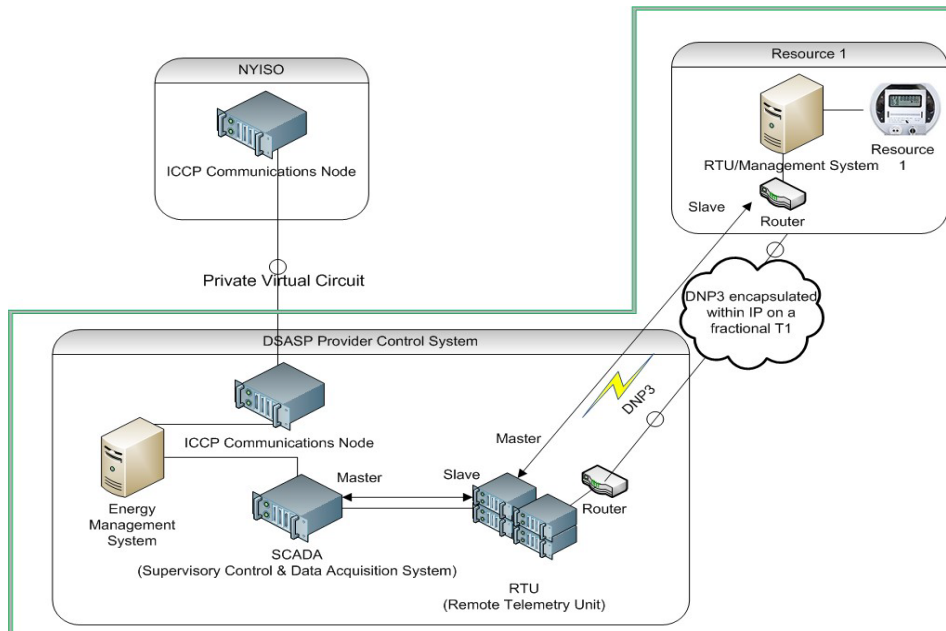 NYISO
ICCP Communications Node
Private Virtual Circuit
Resource 1
RTU/Management System
Resource
1
Slave
Router
DNP3 encapsulated
within IP on a
fractional T1
DNP3
DSASP Provider Control System
ICCP Communications Node
Energy
Management
System
Master
Slave
Master
Router
SCADA
(Supervisory Control & Data Acquisition System)
RTU
(Remote Telemetry Unit)